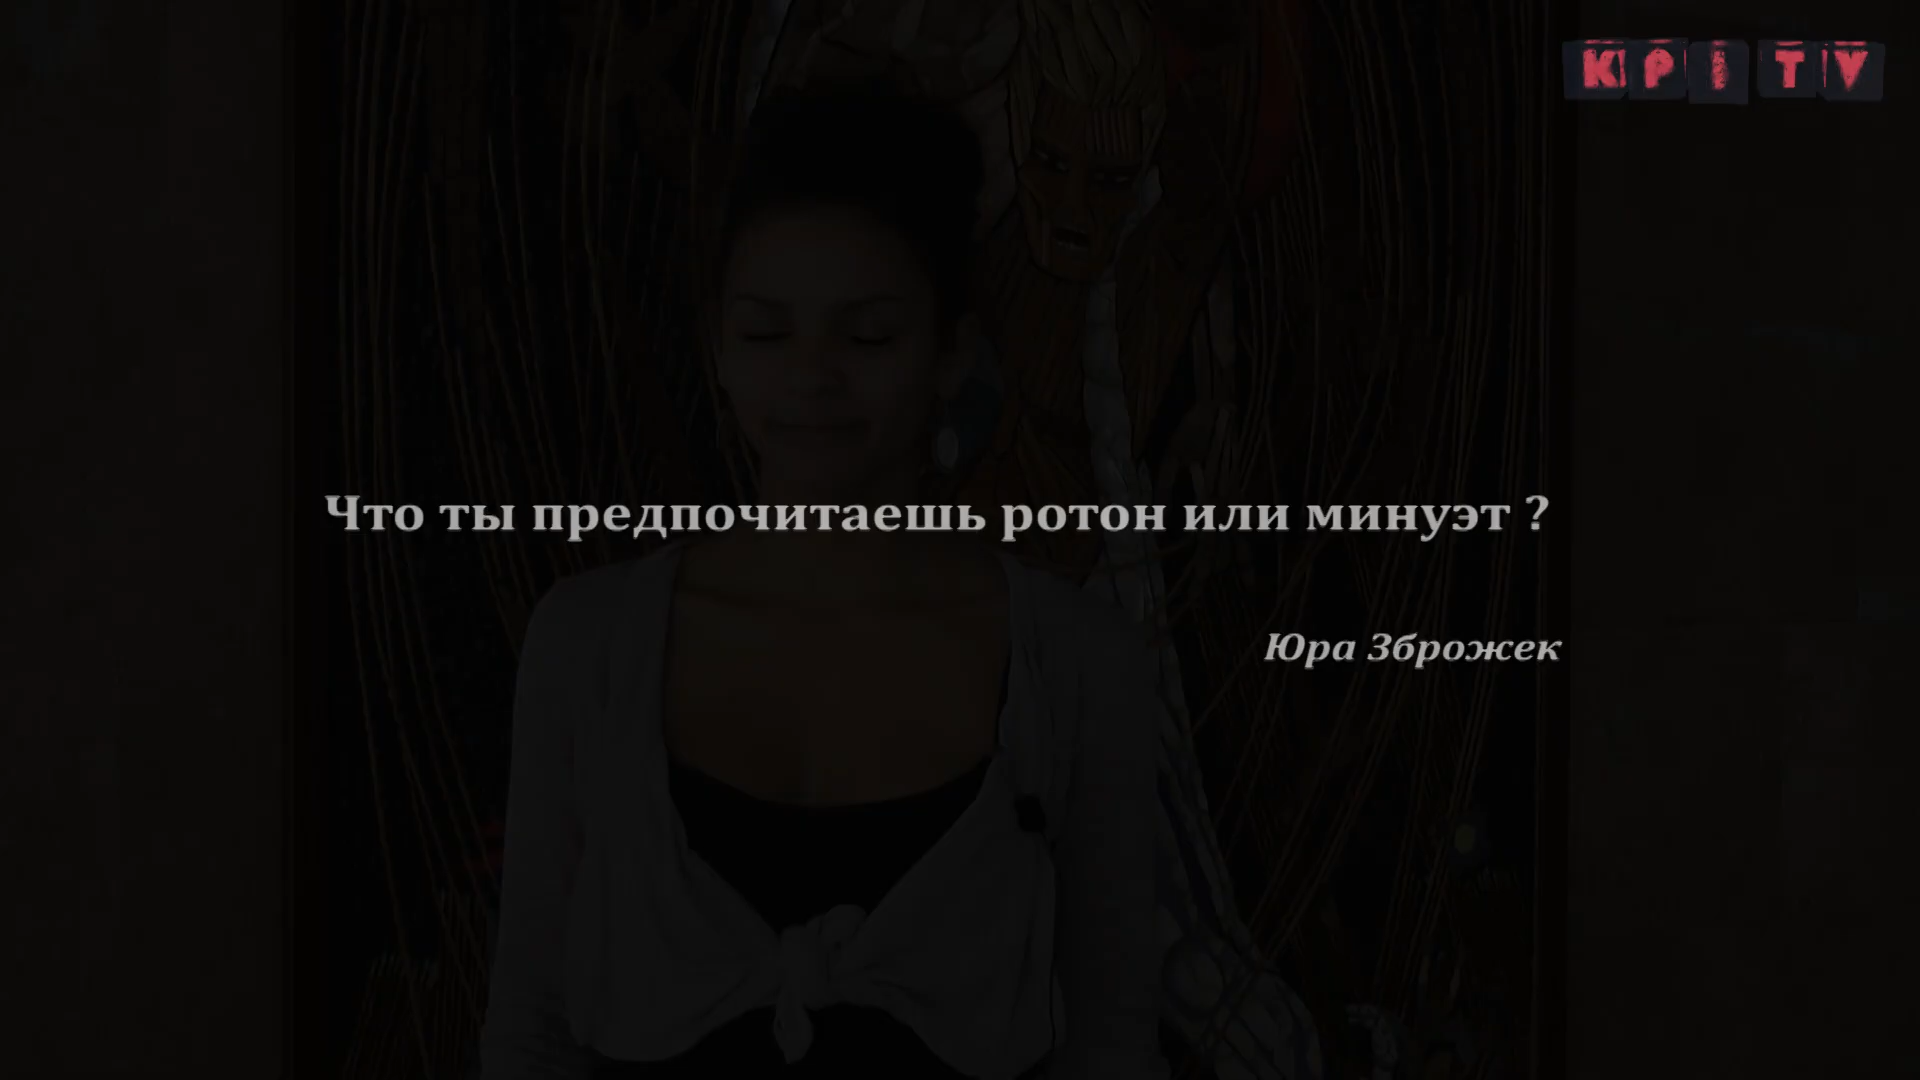 KPI TV
Что ты предпочитаешь ротон или минуэт ?
Юра Зброжек